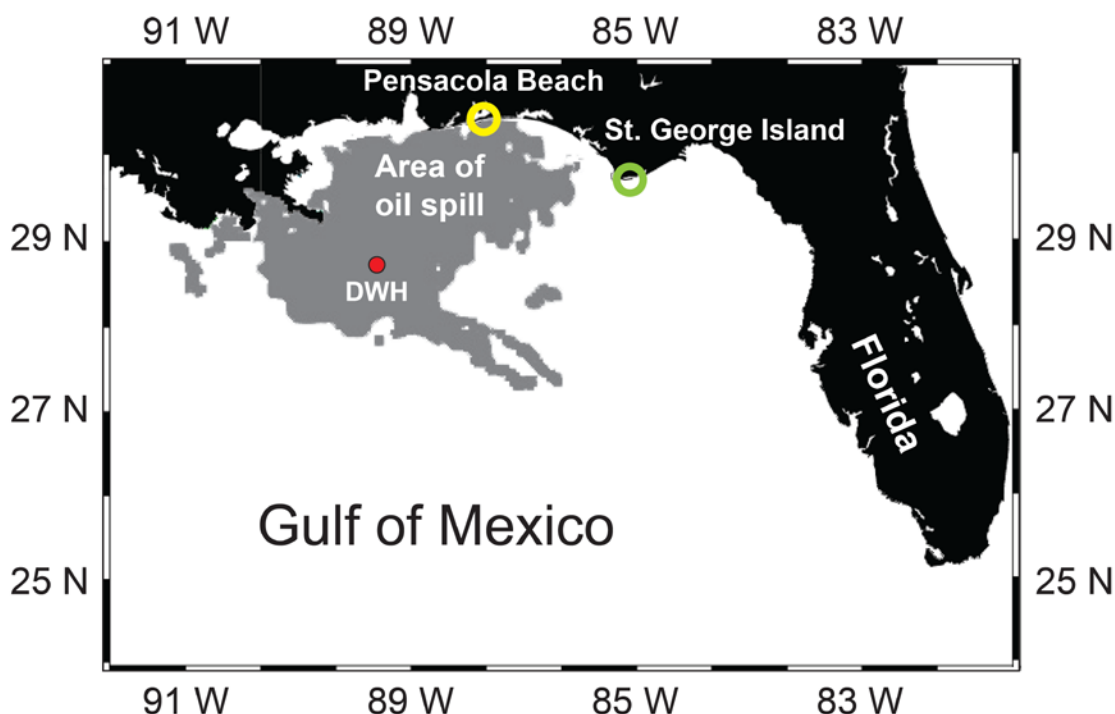 91 W 89 W 85 W 83 W
Pensacola Beach
St. George Island
Area of
oil spill
29 N 29 N
DWH
Florida
27 N 27 N
Gulf of Mexico
25 N 25 N
91 W 89 W 85 W 83 W